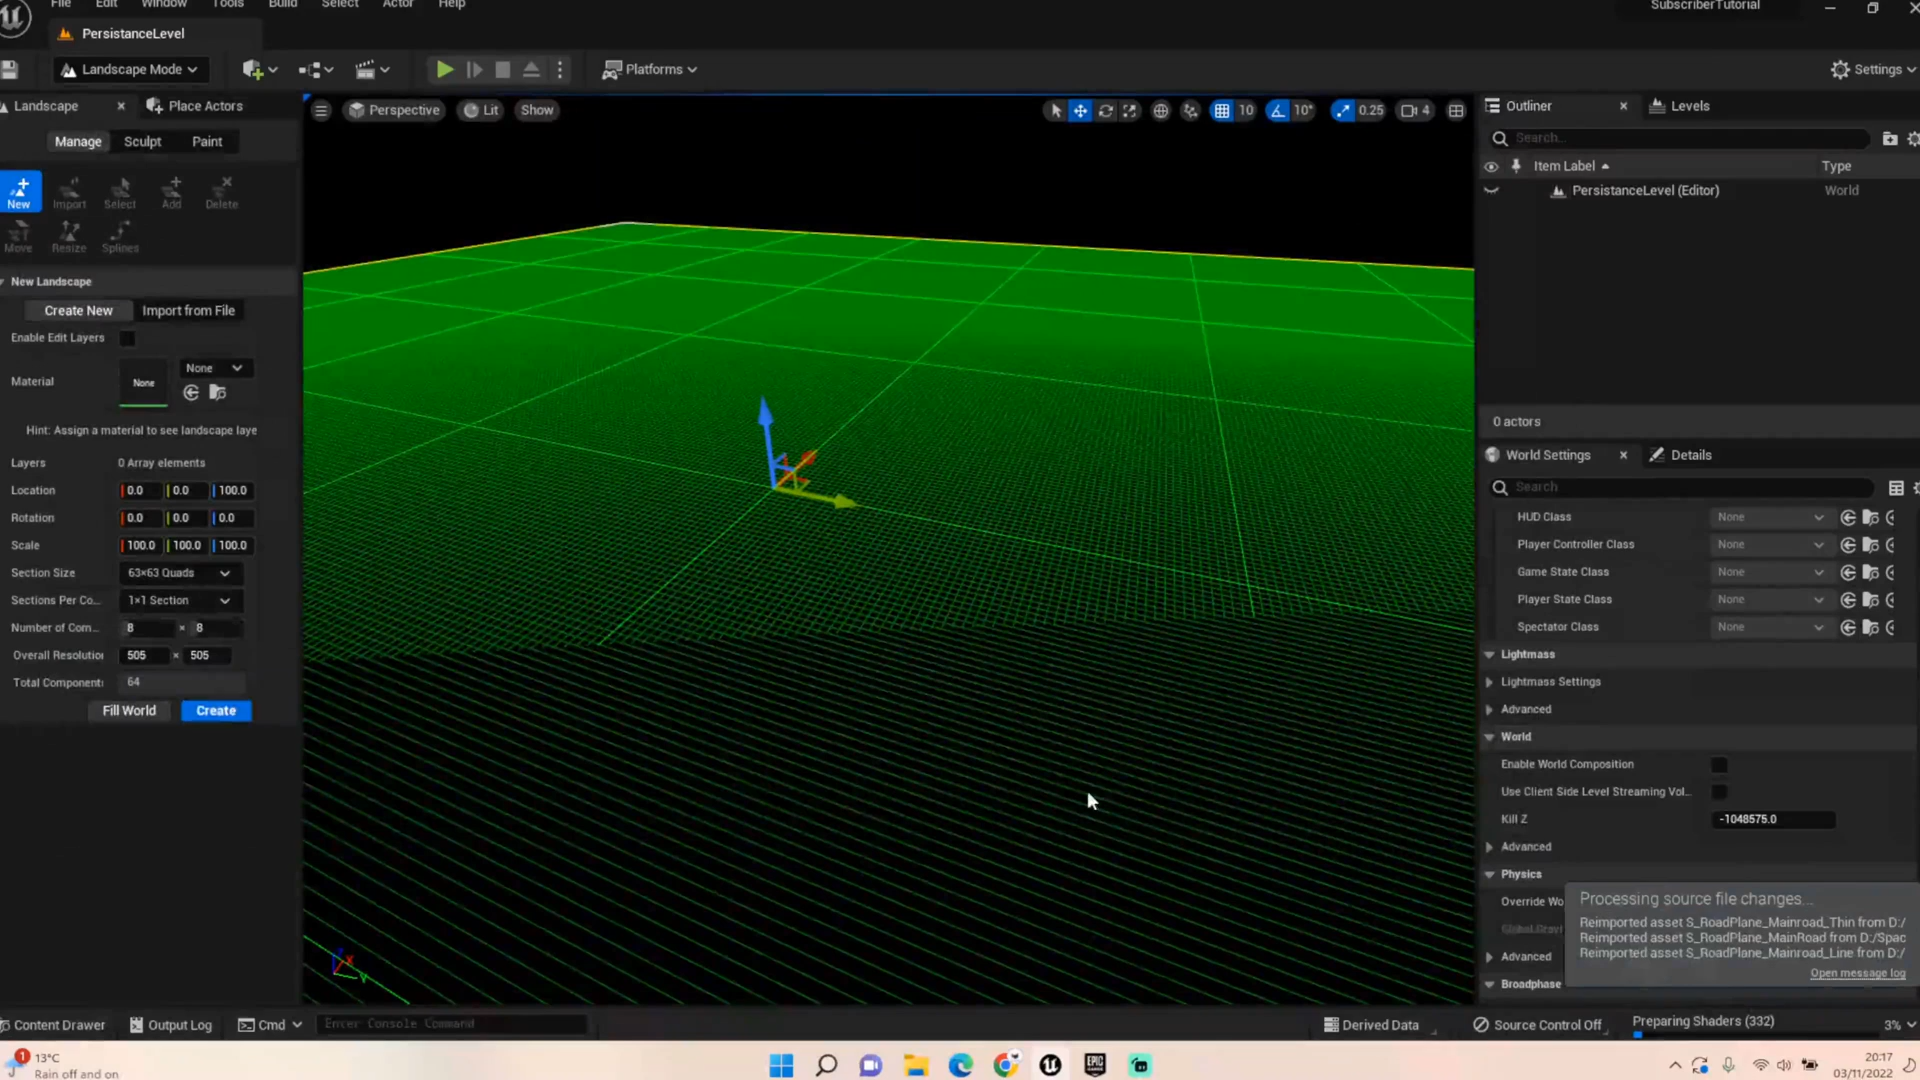 File Edit Window Tools Build Select Actor Help
SubscriberTutorial
PersistanceLevel
Landscape Mode
Platforms
Settings
Landscape
Place Actors
Perspective
Lit
Show
10
10°
0.25
4
Outliner
Levels
Manage Sculpt Paint
Search...
Item Label
Type
PersistanceLevel (Editor)
World
New Import Select Add Delete
Move Resize Splines
New Landscape
Create New
Import from File
Enable Edit Layers
Material
None
None
Hint: Assign a material to see landscape laye
Layers
0 Array elements
Location 0.0 0.0 100.0
Rotation 0.0 0.0 0.0
Scale 100.0 100.0 100.0
Section Size 63×63 Quads
Sections Per Co... 1×1 Section
Number of Com... 8 × 8
Overall Resolution 505 × 505
Total Component: 64
Fill World
Create
0 actors
World Settings
Details
Search
HUD Class None
Player Controller Class None
Game State Class None
Player State Class None
Spectator Class None
Lightmass
Lightmass Settings
Advanced
World
Enable World Composition
Use Client Side Level Streaming Vol...
Kill Z -1048575.0
Advanced
Physics
Override Wo
Global Gravi
Advanced
Broadphase
Processing source file changes...
Reimported asset S_RoadPlane_Mainroad_Thin from D:/
Reimported asset S_RoadPlane_MainRoad from D:/Spac
Reimported asset S_RoadPlane_Mainroad_Line from D:/
Open message log
X
Y
Content Drawer
Output Log
Cmd
Enter Console Command
Derived Data
Source Control Off
Preparing Shaders (332)
3%
1
13°C
Rain off and on
EPIC GAMES
20:17
03/11/2022